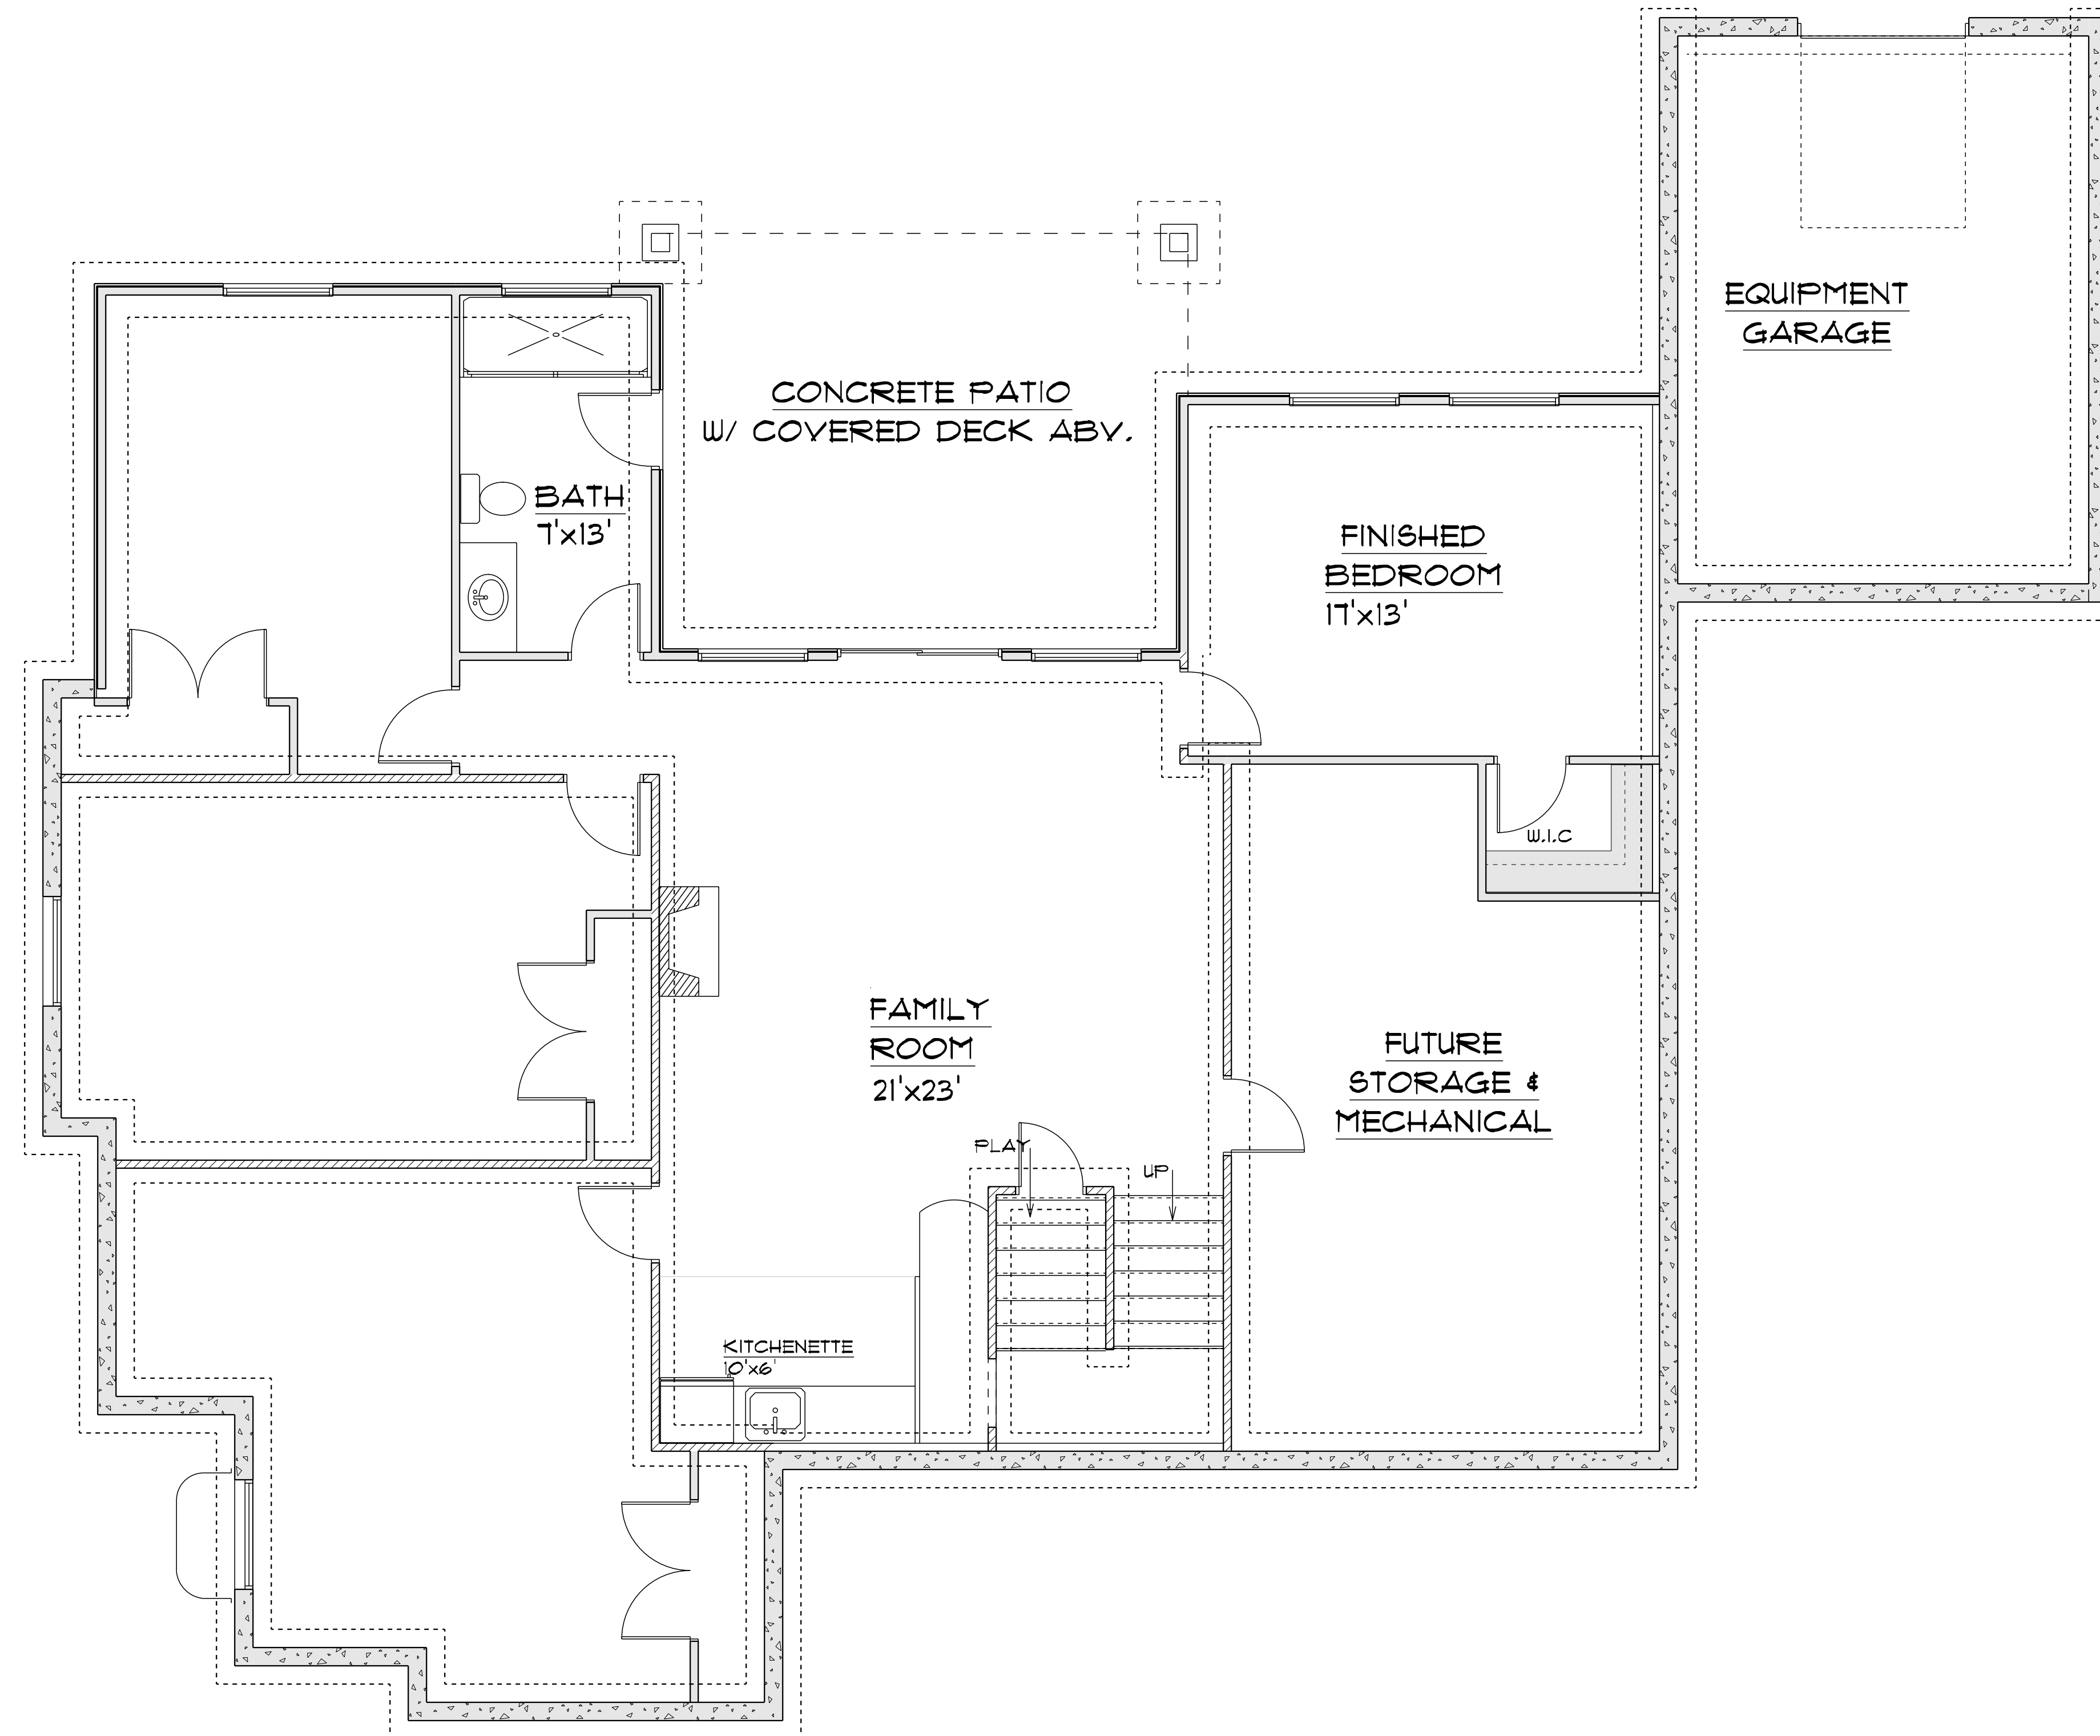 EQUIPMENT
GARAGE
CONCRETE PATIO
W/ COVERED DECK ABV.
BATH
7'x13'
FINISHED
BEDROOM
17'x13'
W.I.C
FAMILY
ROOM
21'x23'
FUTURE
STORAGE &
MECHANICAL
PLAY
UP
KITCHENETTE
10'x6'